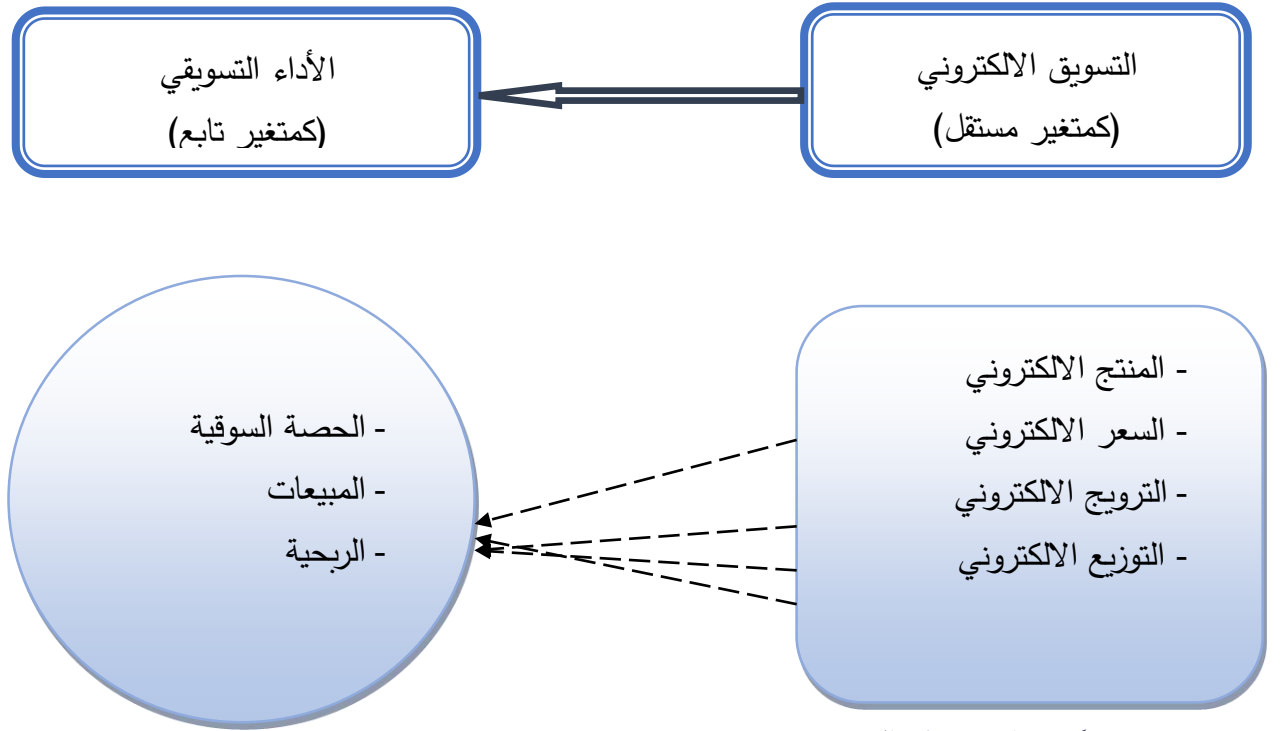 التسويق الالكتروني
(كمتغير مستقل)
الأداء التسويقي
(كمتغير تابع)
- المنتج الالكتروني
- السعر الالكتروني
- الترويج الالكتروني
- التوزيع الالكتروني
- الحصة السوقية
- المبيعات
- الربحية